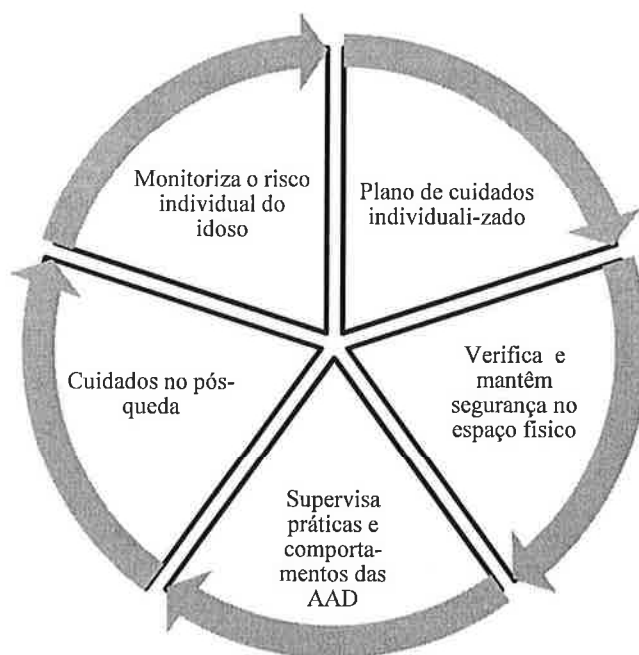 Monitoriza o risco
individual do
idoso
Plano de cuidados
individuali-zado
Verifica e
mantêm
segurança no
espaço fisico
Supervisa
práticas e
comporta-
mentos das
AAD
Cuidados no pós-
queda